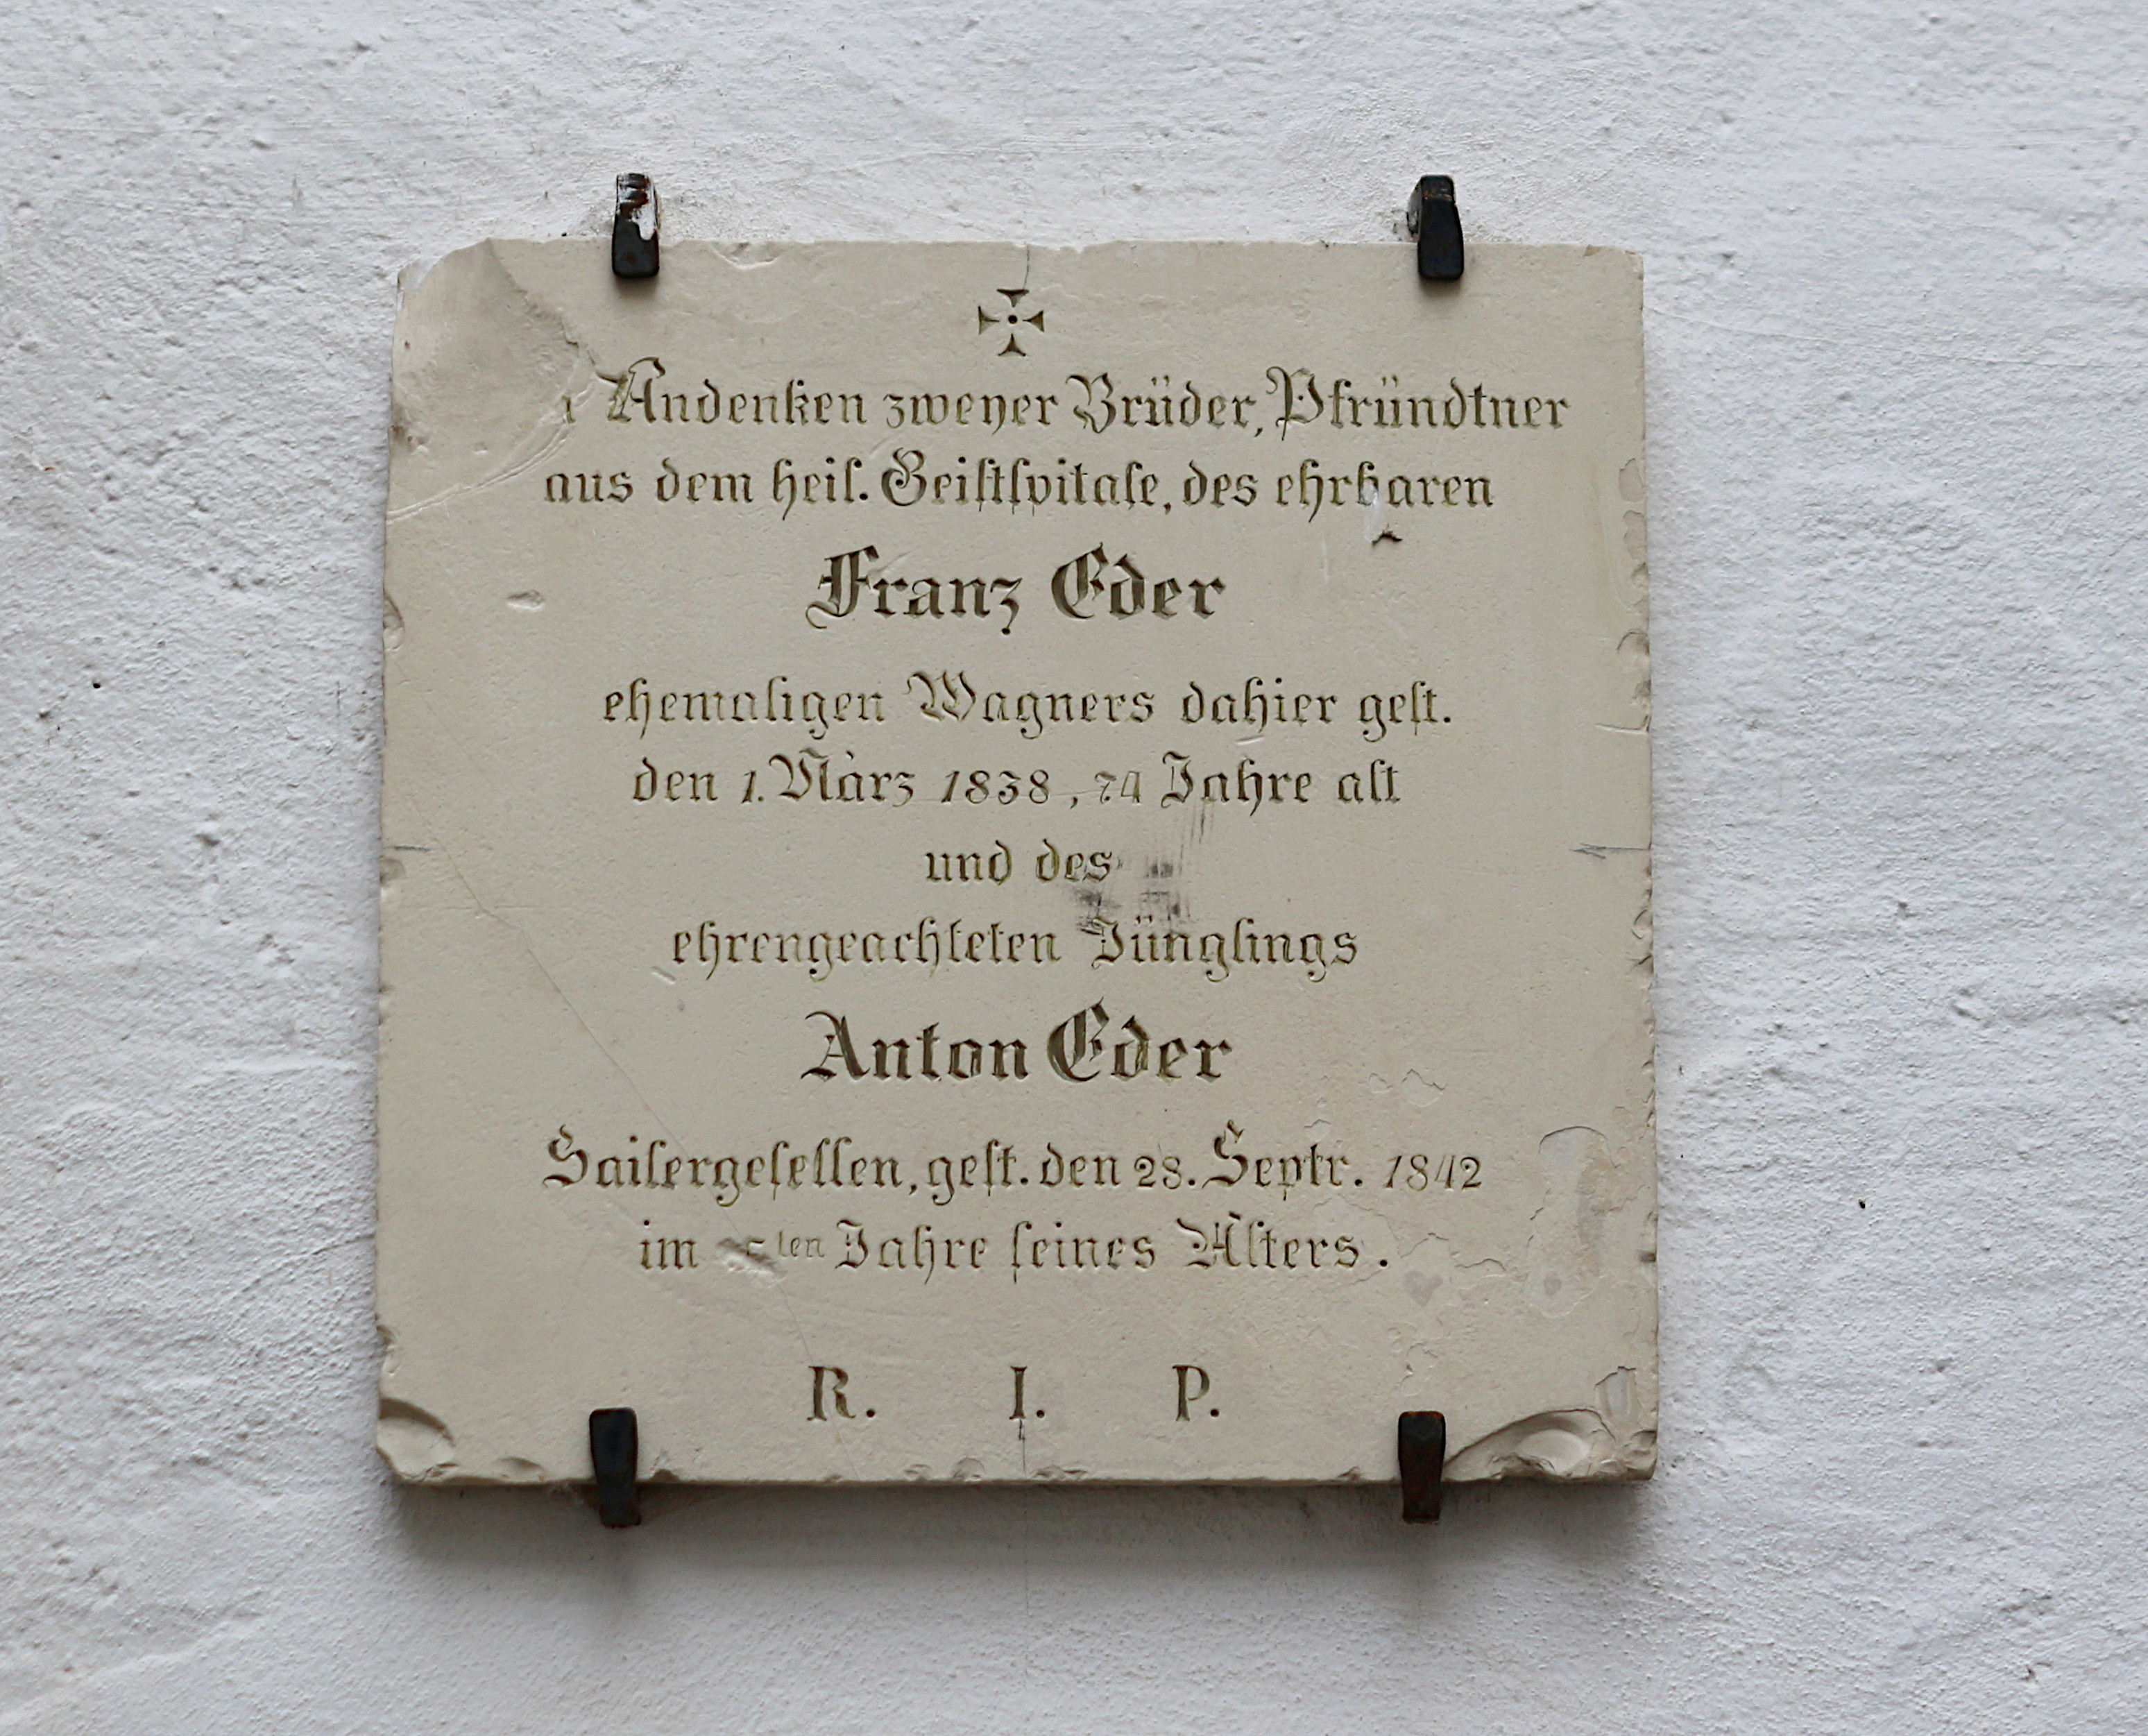 Andenken zweyer Brüder, Pfründtner
aus dem heil. Geistspitale, des ehrbaren
Franz Eder
ehemaligen Wagners dahier gest.
den 1. März 1838, 74 Jahre alt
und des
ehrengeachteten Jünglings
Anton Eder
Sailergesellen, gest. den 28. Septr. 1842
im Jahre seines Alters.
R. I. P.